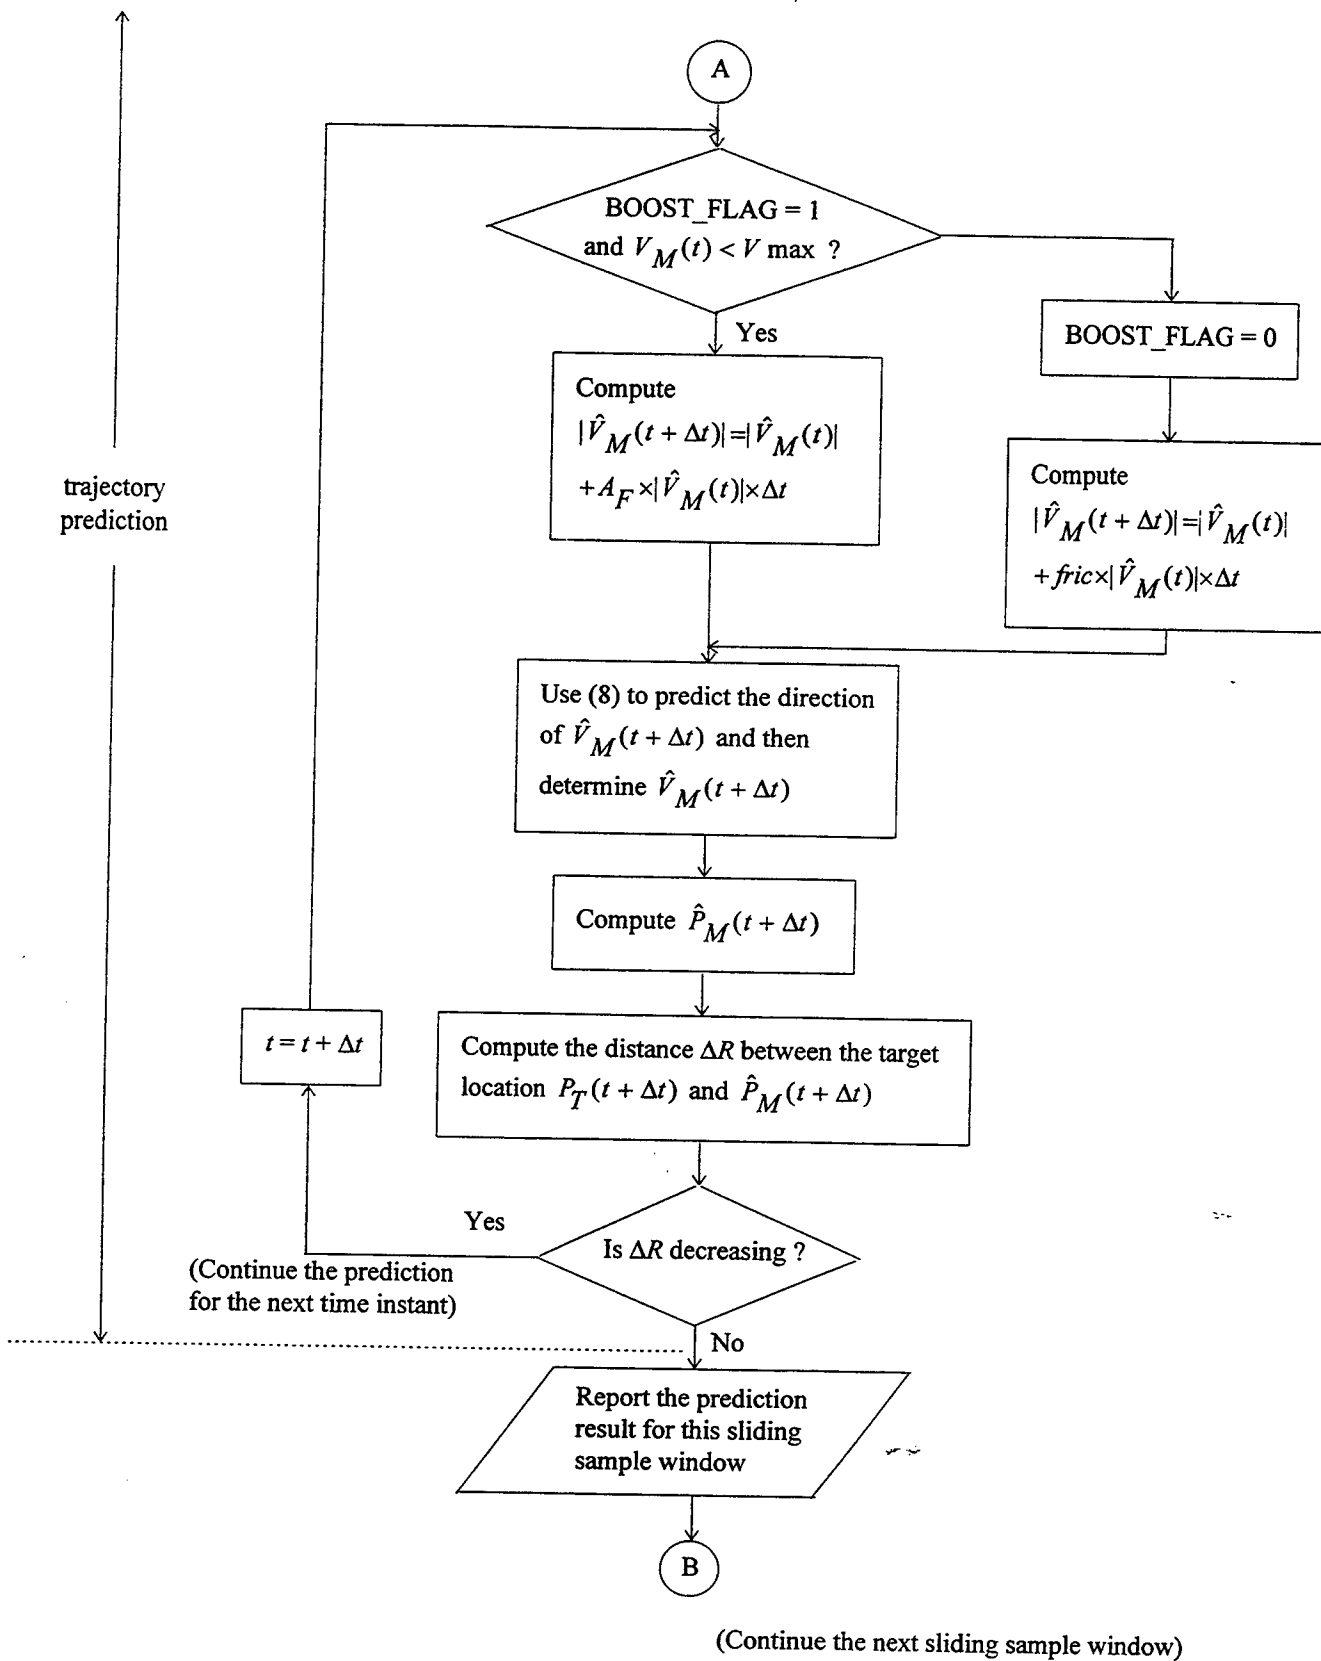 A
BOOST_FLAG = 1
and V_M(t) < V max ?
Yes
BOOST_FLAG = 0
Compute
|V̂_M(t + Δt)|=|V̂_M(t)|
+A_F×|V̂_M(t)|×Δt
Compute
|V̂_M(t + Δt)|=|V̂_M(t)|
+fric×|V̂_M(t)|×Δt
trajectory
prediction
Use (8) to predict the direction
of V̂_M(t + Δt) and then
determine V̂_M(t + Δt)
Compute P̂_M(t + Δt)
t = t + Δt
Compute the distance ΔR between the target
location P_T(t + Δt) and P̂_M(t + Δt)
Yes
Is ΔR decreasing ?
(Continue the prediction
for the next time instant)
No
Report the prediction
result for this sliding
sample window
B
(Continue the next sliding sample window)